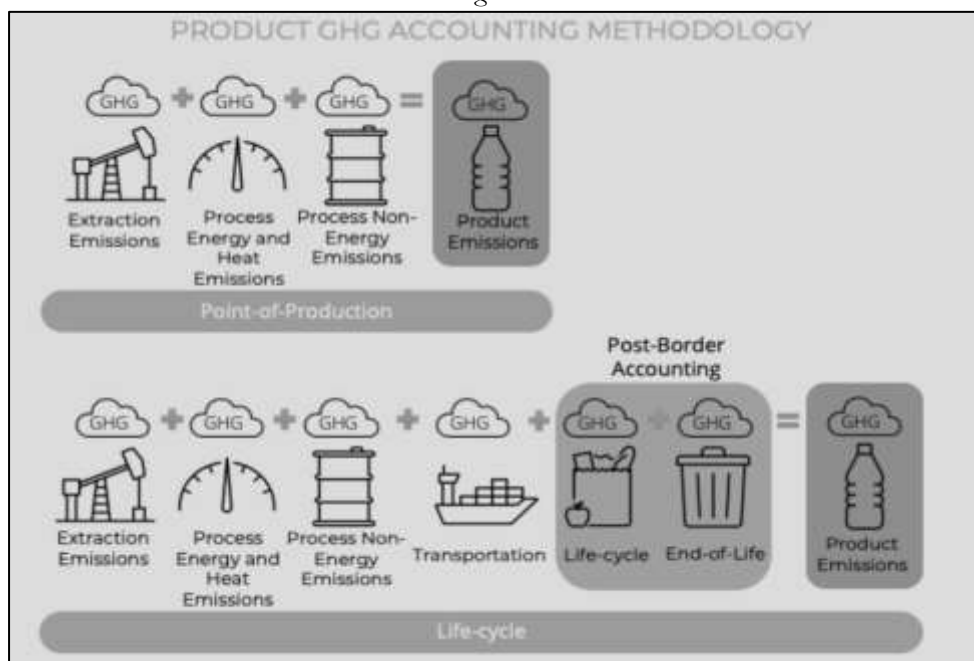 PRODUCT GHG ACCOUNTING METHODOLOGY
GHG + GHG + GHG = GHG
Extraction Emissions
Process Energy and Heat Emissions
Process Non-Energy Emissions
Product Emissions
Point-of-Production
Post-Border Accounting
GHG + GHG + GHG + GHG + GHG + GHG = GHG
Extraction Emissions
Process Energy and Heat Emissions
Process Non-Energy Emissions
Transportation
Life-cycle
End-of-Life
Product Emissions
Life-cycle